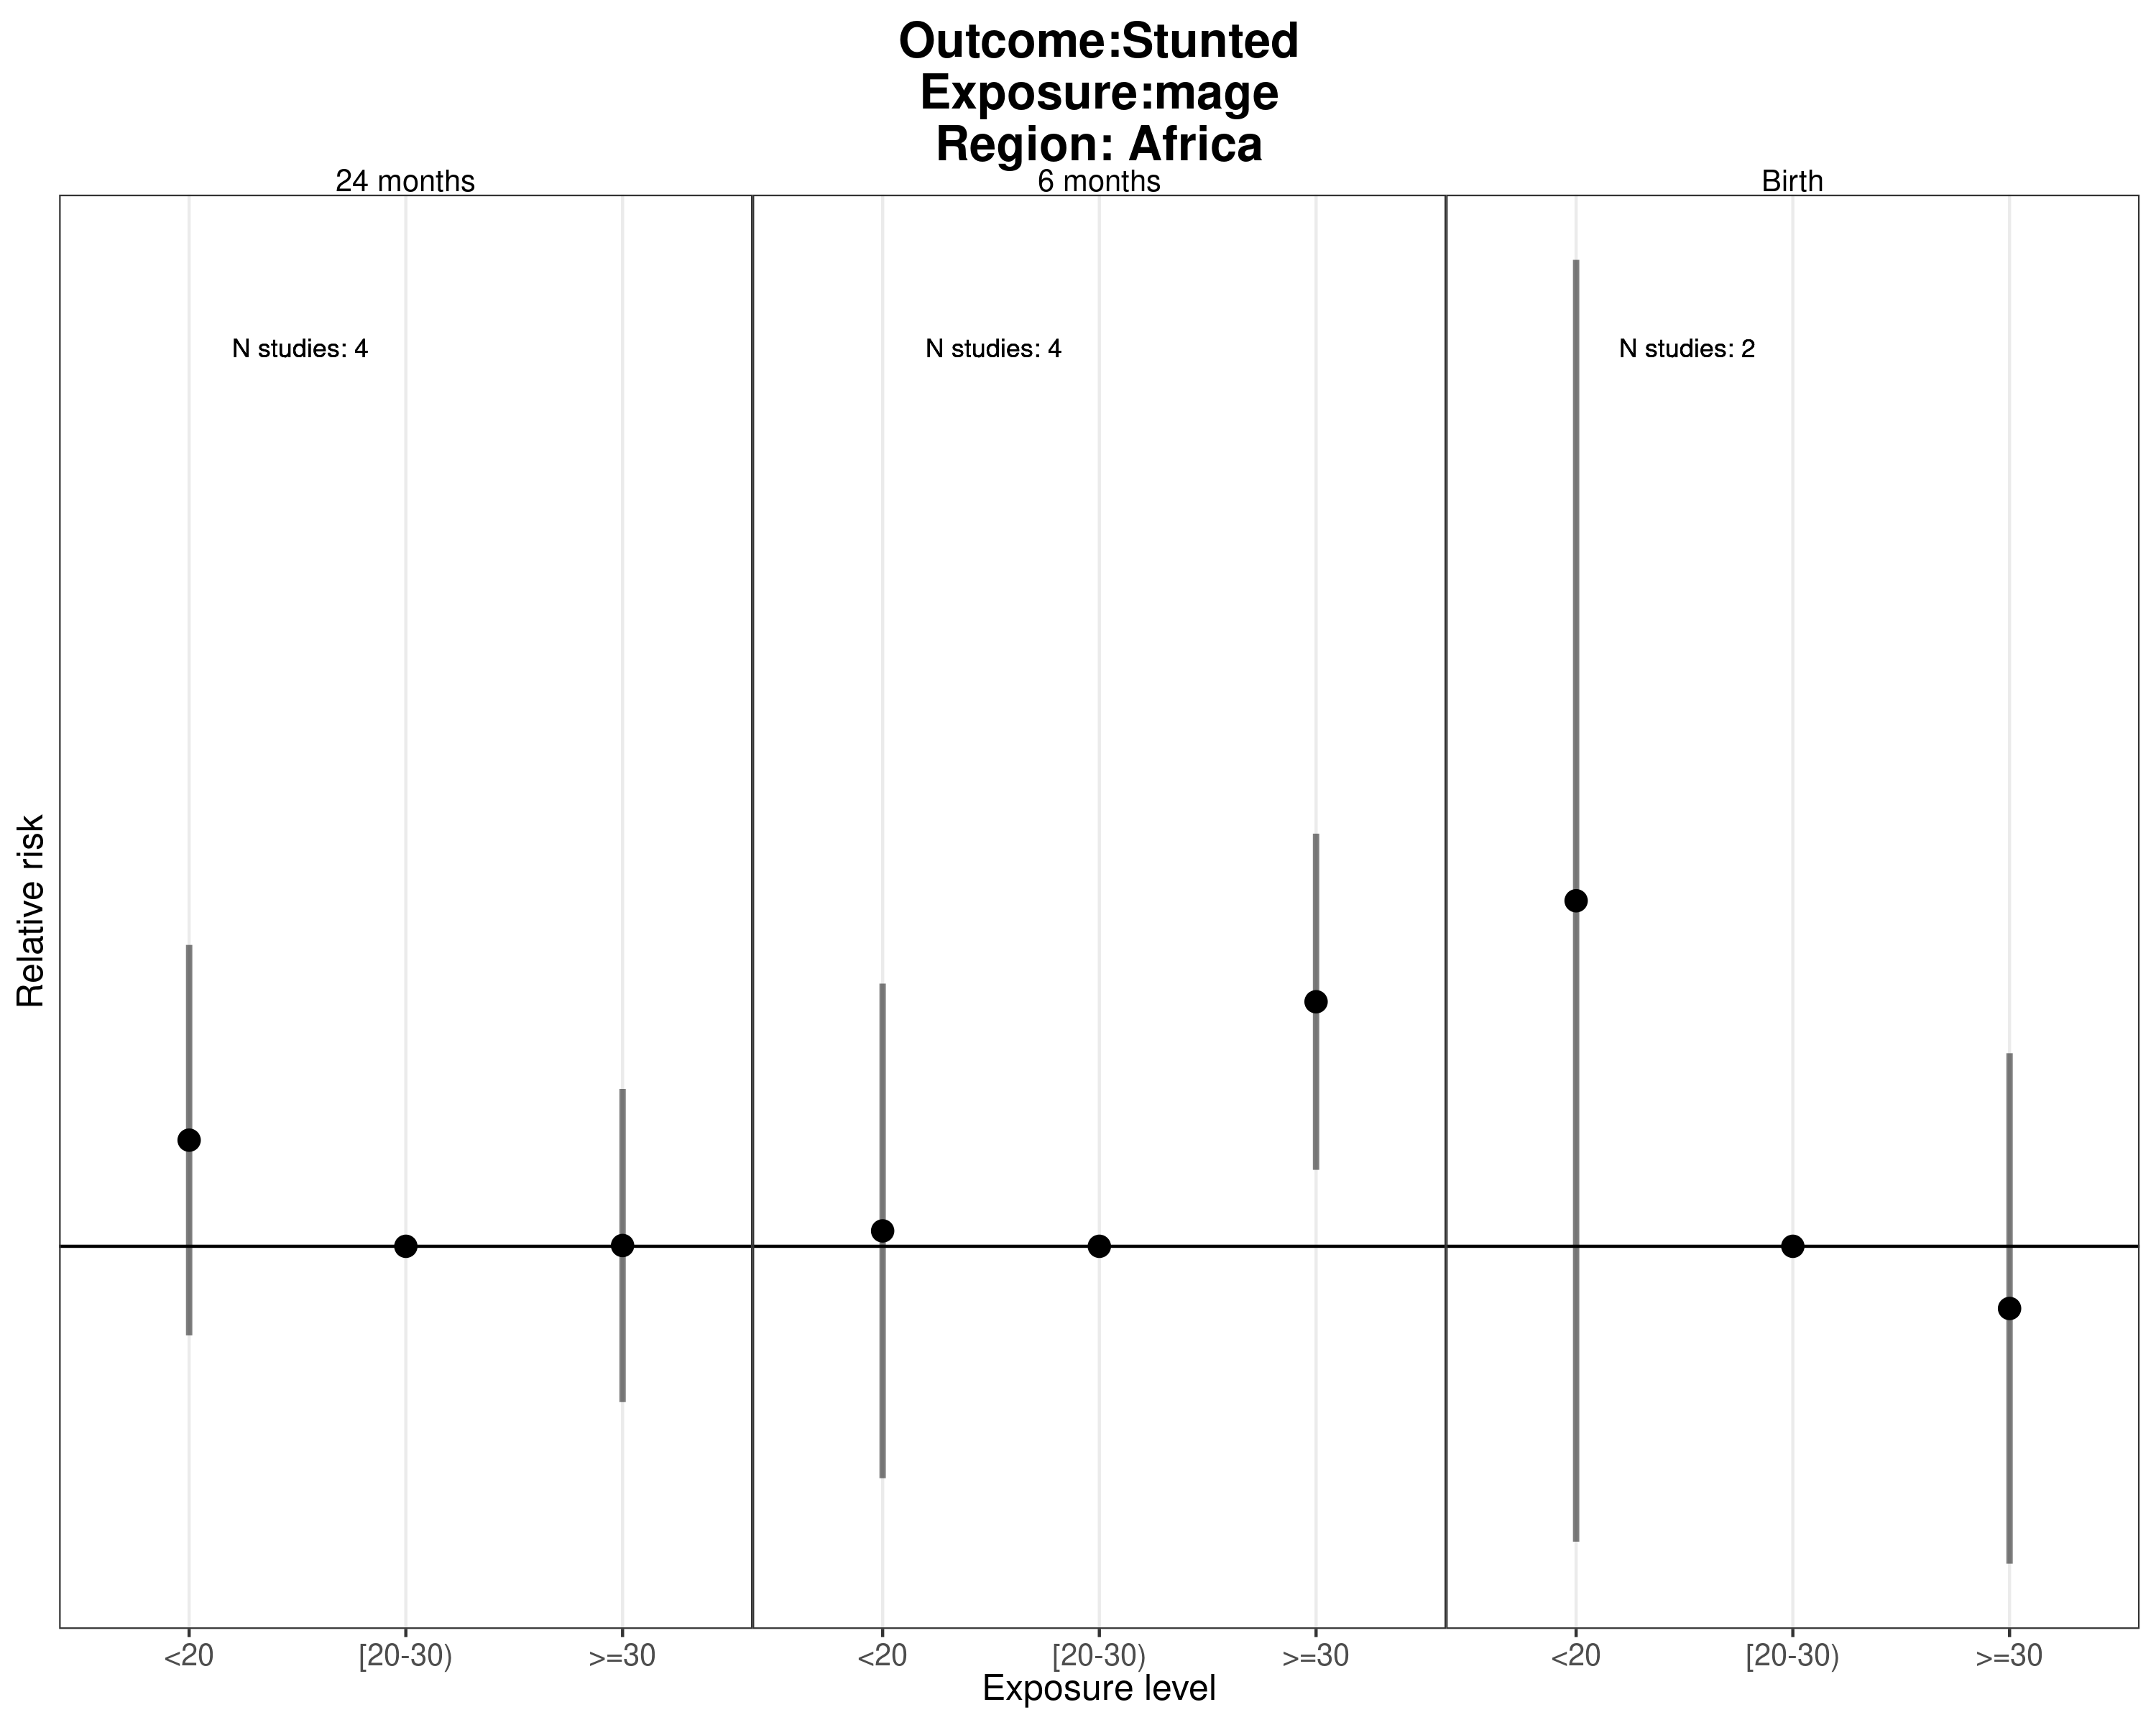 Outcome:Stunted
Exposure:mage
Region: Africa
24 months
6 months
Birth
N studies: 4
N studies: 4
N studies: 2
Relative risk
<20
[20-30)
>=30
<20
[20-30)
>=30
<20
[20-30)
>=30
Exposure level